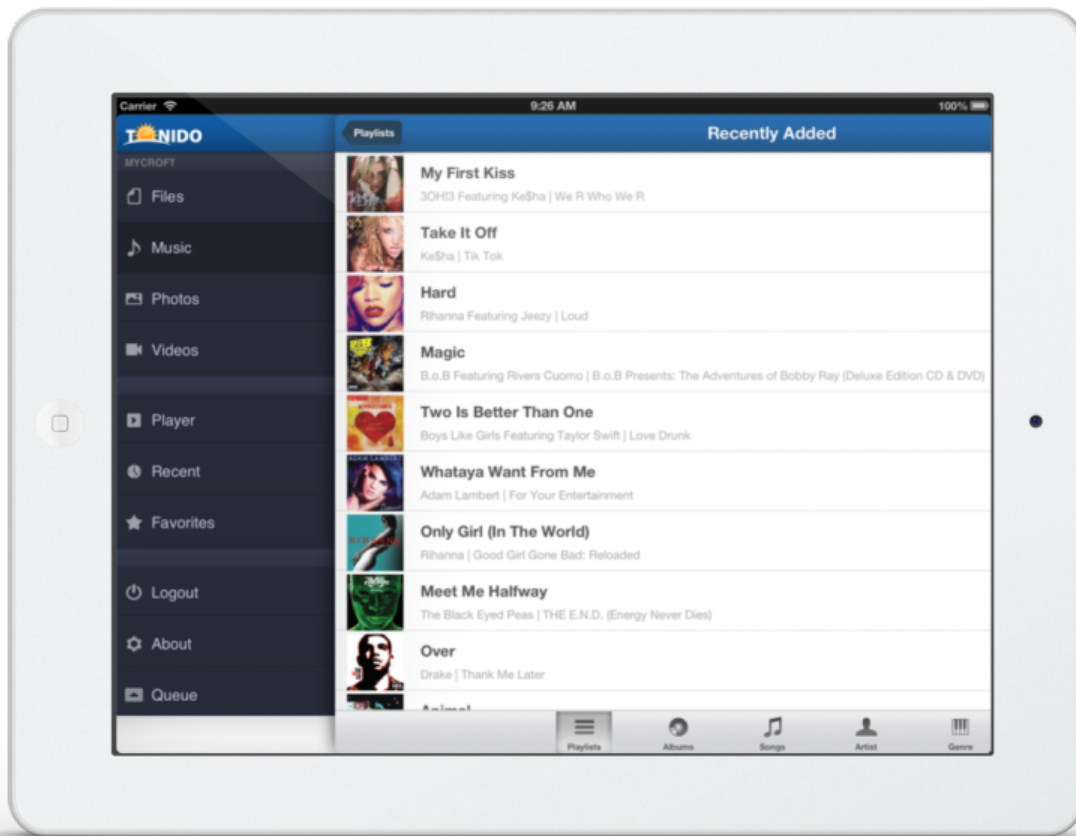 Carrier 9:26 AM 100%
TONIDO
MYCROFT
Files
Music
Photos
Videos
Player
Recent
Favorites
Logout
About
Queue
Playlists Recently Added
My First Kiss
3OH!3 Featuring Ke$ha | We R Who We R
Take It Off
Ke$ha | Tik Tok
Hard
Rihanna Featuring Jeezy | Loud
Magic
B.o.B Featuring Rivers Cuomo | B.o.B Presents: The Adventures of Bobby Ray (Deluxe Edition CD & DVD)
Two Is Better Than One
Boys Like Girls Featuring Taylor Swift | Love Drunk
Whataya Want From Me
Adam Lambert | For Your Entertainment
Only Girl (In The World)
Rihanna | Good Girl Gone Bad: Reloaded
Meet Me Halfway
The Black Eyed Peas | THE E.N.D. (Energy Never Dies)
Over
Drake | Thank Me Later
Playlists Albums Songs Artist Genre